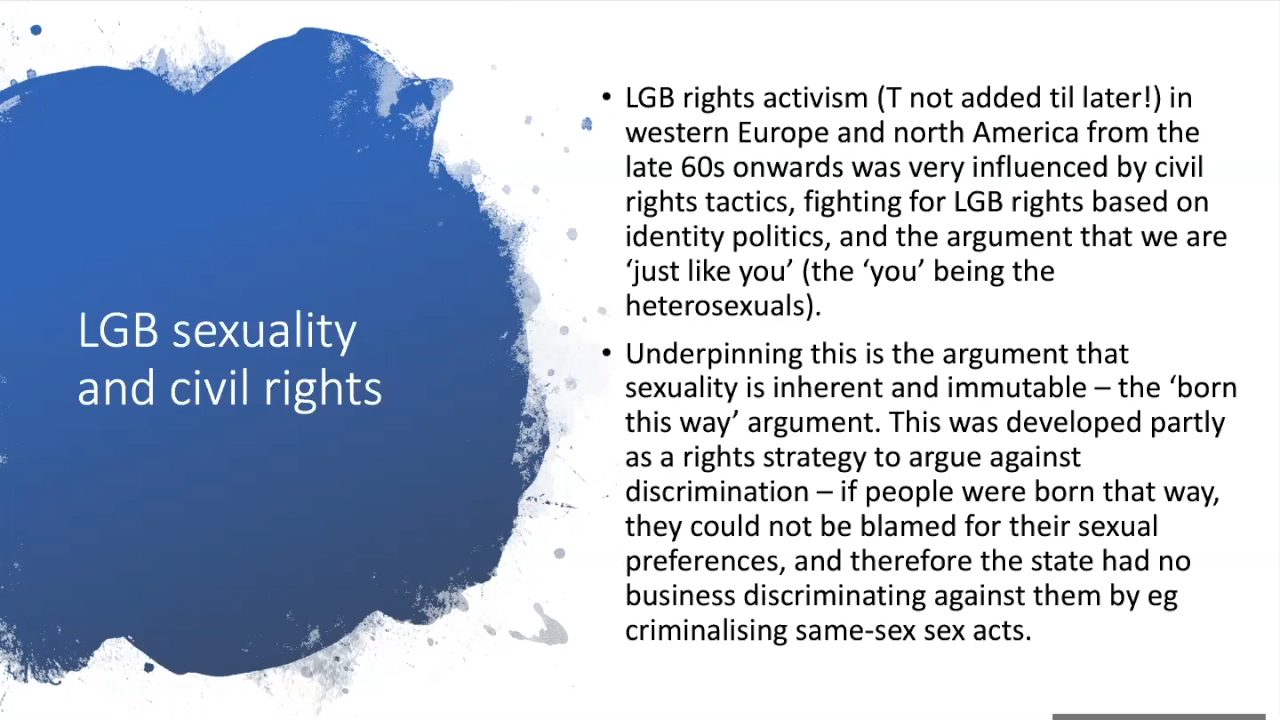 LGB sexuality
and civil rights
• LGB rights activism (T not added til later!) in
western Europe and north America from the
late 60s onwards was very influenced by civil
rights tactics, fighting for LGB rights based on
identity politics, and the argument that we are
‘just like you’ (the ‘you’ being the
heterosexuals).
• Underpinning this is the argument that
sexuality is inherent and immutable – the ‘born
this way’ argument. This was developed partly
as a rights strategy to argue against
discrimination – if people were born that way,
they could not be blamed for their sexual
preferences, and therefore the state had no
business discriminating against them by eg
criminalising same-sex sex acts.